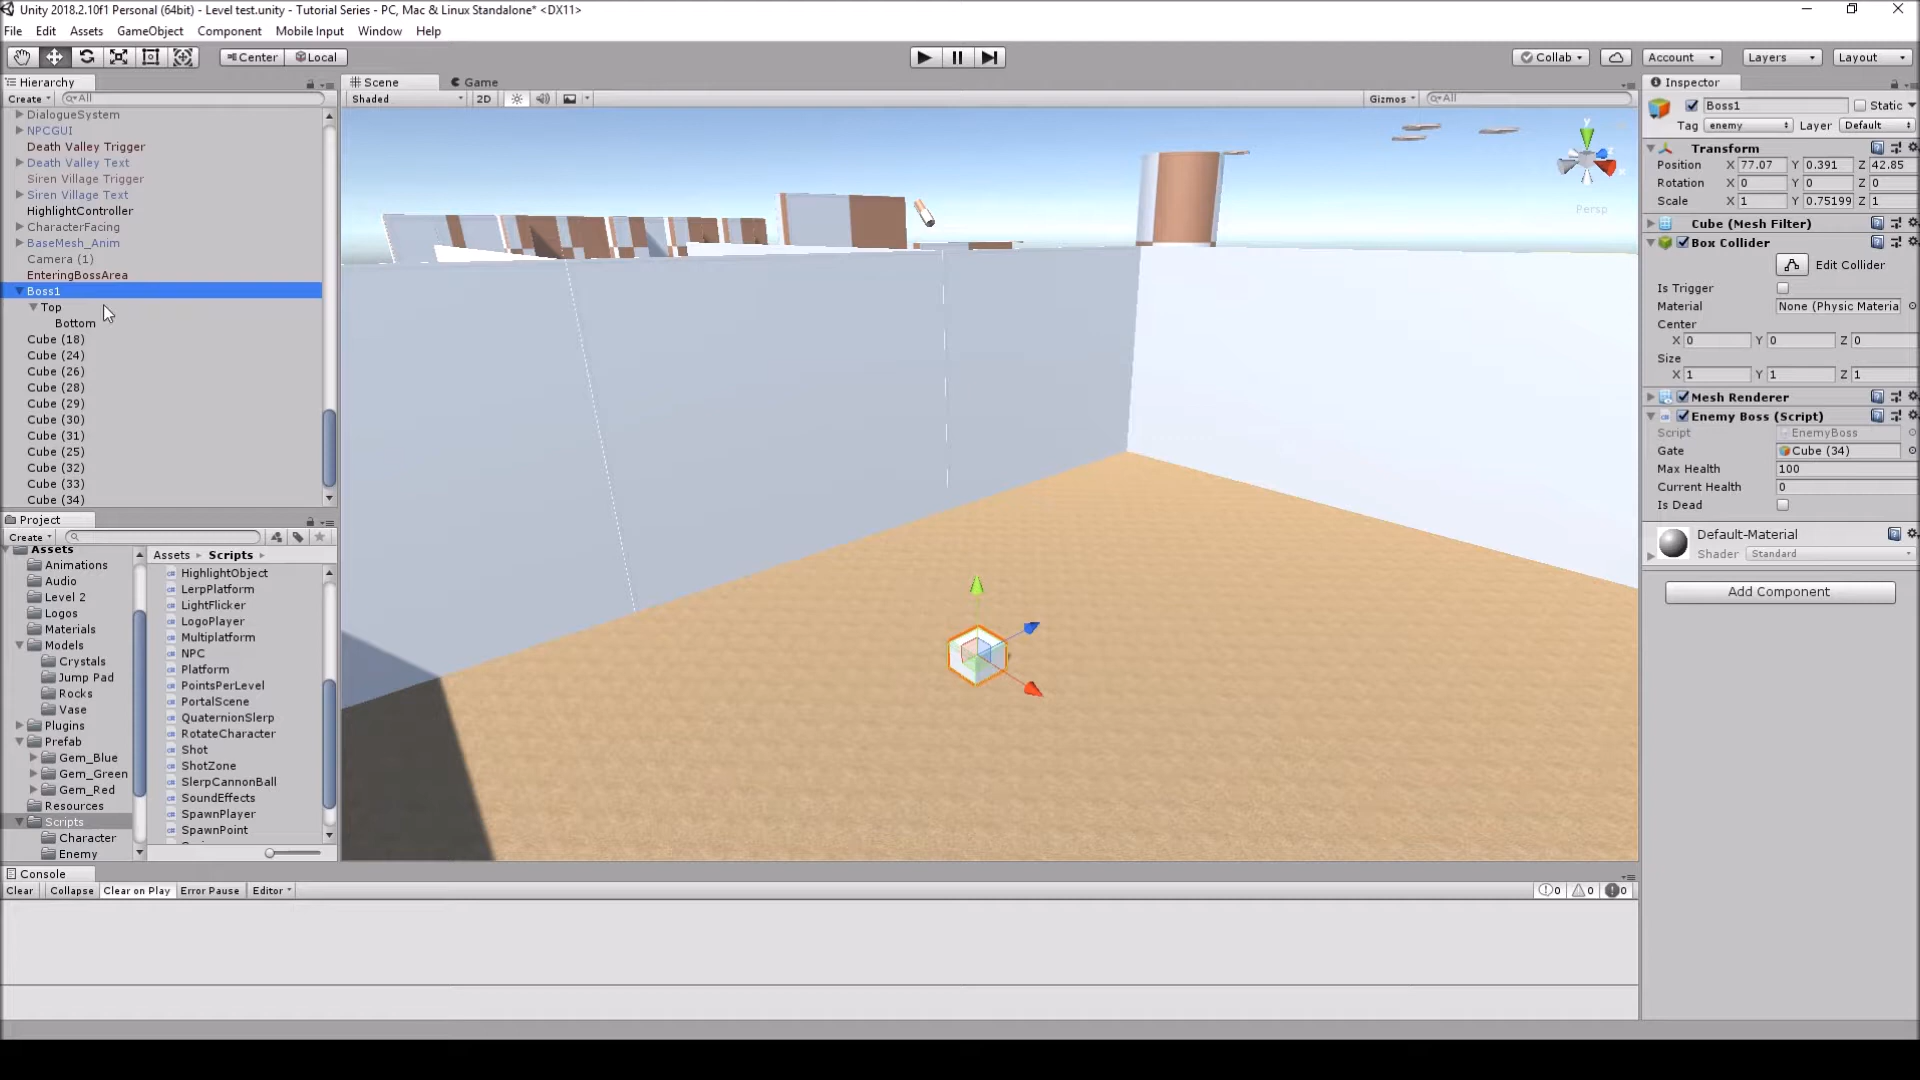 Unity 2018.2.10f1 Personal (64bit) - Level test.unity - Tutorial Series - PC, Mac & Linux Standalone* <DX11>
File Edit Assets GameObject Component Mobile Input Window Help
Center Local Collab Account Layers Layout
Hierarchy
Create All
DialogueSystem
NPCGUI
Death Valley Trigger
Death Valley Text
Siren Village Trigger
Siren Village Text
HighlightController
CharacterFacing
BaseMesh_Anim
Camera (1)
EnteringBossArea
Boss1
Top
Bottom
Cube (18)
Cube (24)
Cube (26)
Cube (28)
Cube (29)
Cube (30)
Cube (31)
Cube (25)
Cube (32)
Cube (33)
Cube (34)
Project
Create
Assets
Animations
Audio
Level 2
Logos
Materials
Models
Crystals
Jump Pad
Rocks
Vase
Plugins
Prefab
Gem_Blue
Gem_Green
Gem_Red
Resources
Scripts
Character
Enemy
Assets Scripts
HighlightObject
LerpPlatform
LightFlicker
LogoPlayer
Multiplatform
NPC
Platform
PointsPerLevel
PortalScene
QuaternionSlerp
RotateCharacter
Shot
ShotZone
SlerpCannonBall
SoundEffects
SpawnPlayer
SpawnPoint
Scene Game
Shaded 2D Gizmos All
y
Persp
Console
Clear Collapse Clear on Play Error Pause Editor 0 0 0
Inspector
Boss1 Static
Tag enemy Layer Default
Transform
Position X 77.07 Y 0.391 Z 42.85
Rotation X 0 Y 0 Z 0
Scale X 1 Y 0.75199 Z 1
Cube (Mesh Filter)
Box Collider
Edit Collider
Is Trigger
Material None (Physic Materia
Center
X 0 Y 0 Z 0
Size
X 1 Y 1 Z 1
Mesh Renderer
Enemy Boss (Script)
Script EnemyBoss
Gate Cube (34)
Max Health 100
Current Health 0
Is Dead
Default-Material
Shader Standard
Add Component